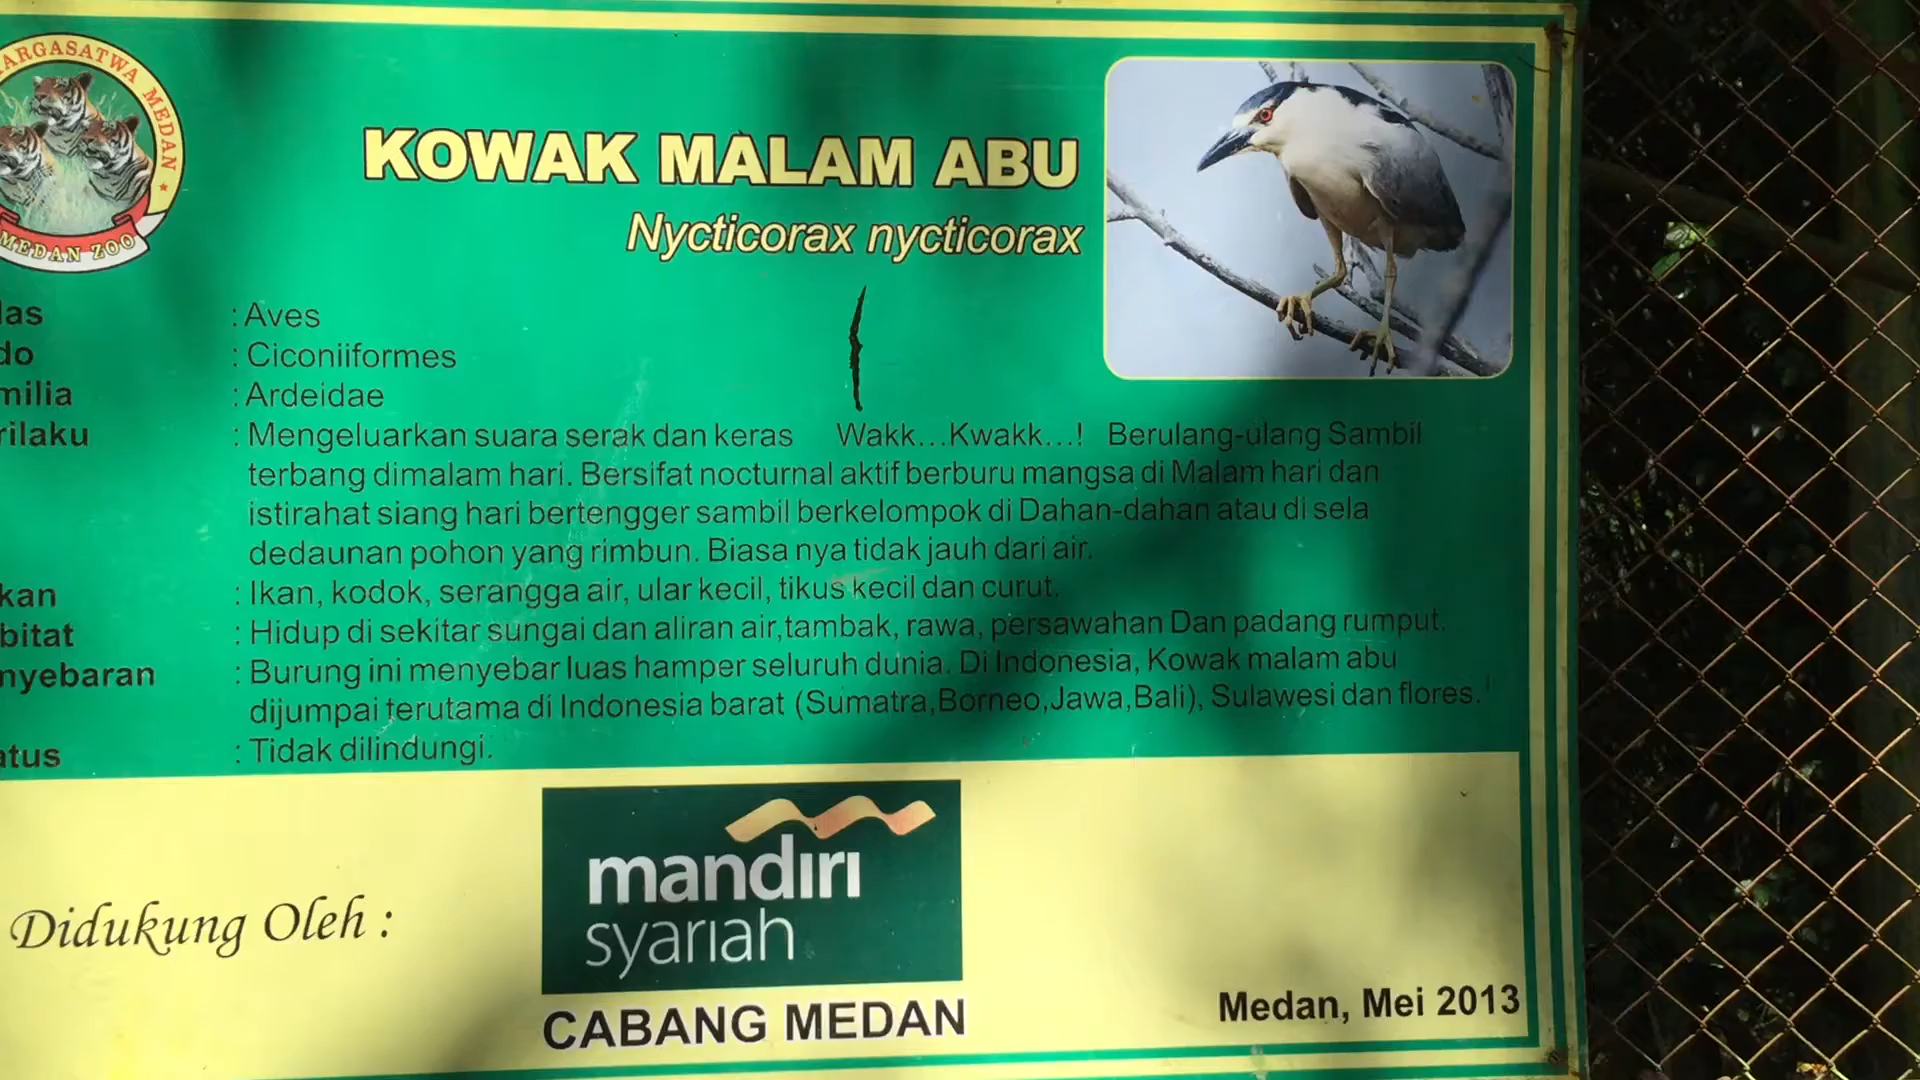 ARGASATWA MEDAN
MEDAN ZOO
KOWAK MALAM ABU
Nycticorax nycticorax
las : Aves
do : Ciconiiformes
milia : Ardeidae
rilaku : Mengeluarkan suara serak dan keras Wakk...Kwakk...! Berulang-ulang Sambil
terbang dimalam hari. Bersifat nocturnal aktif berburu mangsa di Malam hari dan
istirahat siang hari bertengger sambil berkelompok di Dahan-dahan atau di sela
dedaunan pohon yang rimbun. Biasa nya tidak jauh dari air.
kan : Ikan, kodok, serangga air, ular kecil, tikus kecil dan curut.
bitat : Hidup di sekitar sungai dan aliran air,tambak, rawa, persawahan Dan padang rumput.
nyebaran : Burung ini menyebar luas hamper seluruh dunia. Di Indonesia, Kowak malam abu
dijumpai terutama di Indonesia barat (Sumatra,Borneo,Jawa,Bali), Sulawesi dan flores.
atus : Tidak dilindungi.
Didukung Oleh :
mandiri
syariah
CABANG MEDAN
Medan, Mei 2013